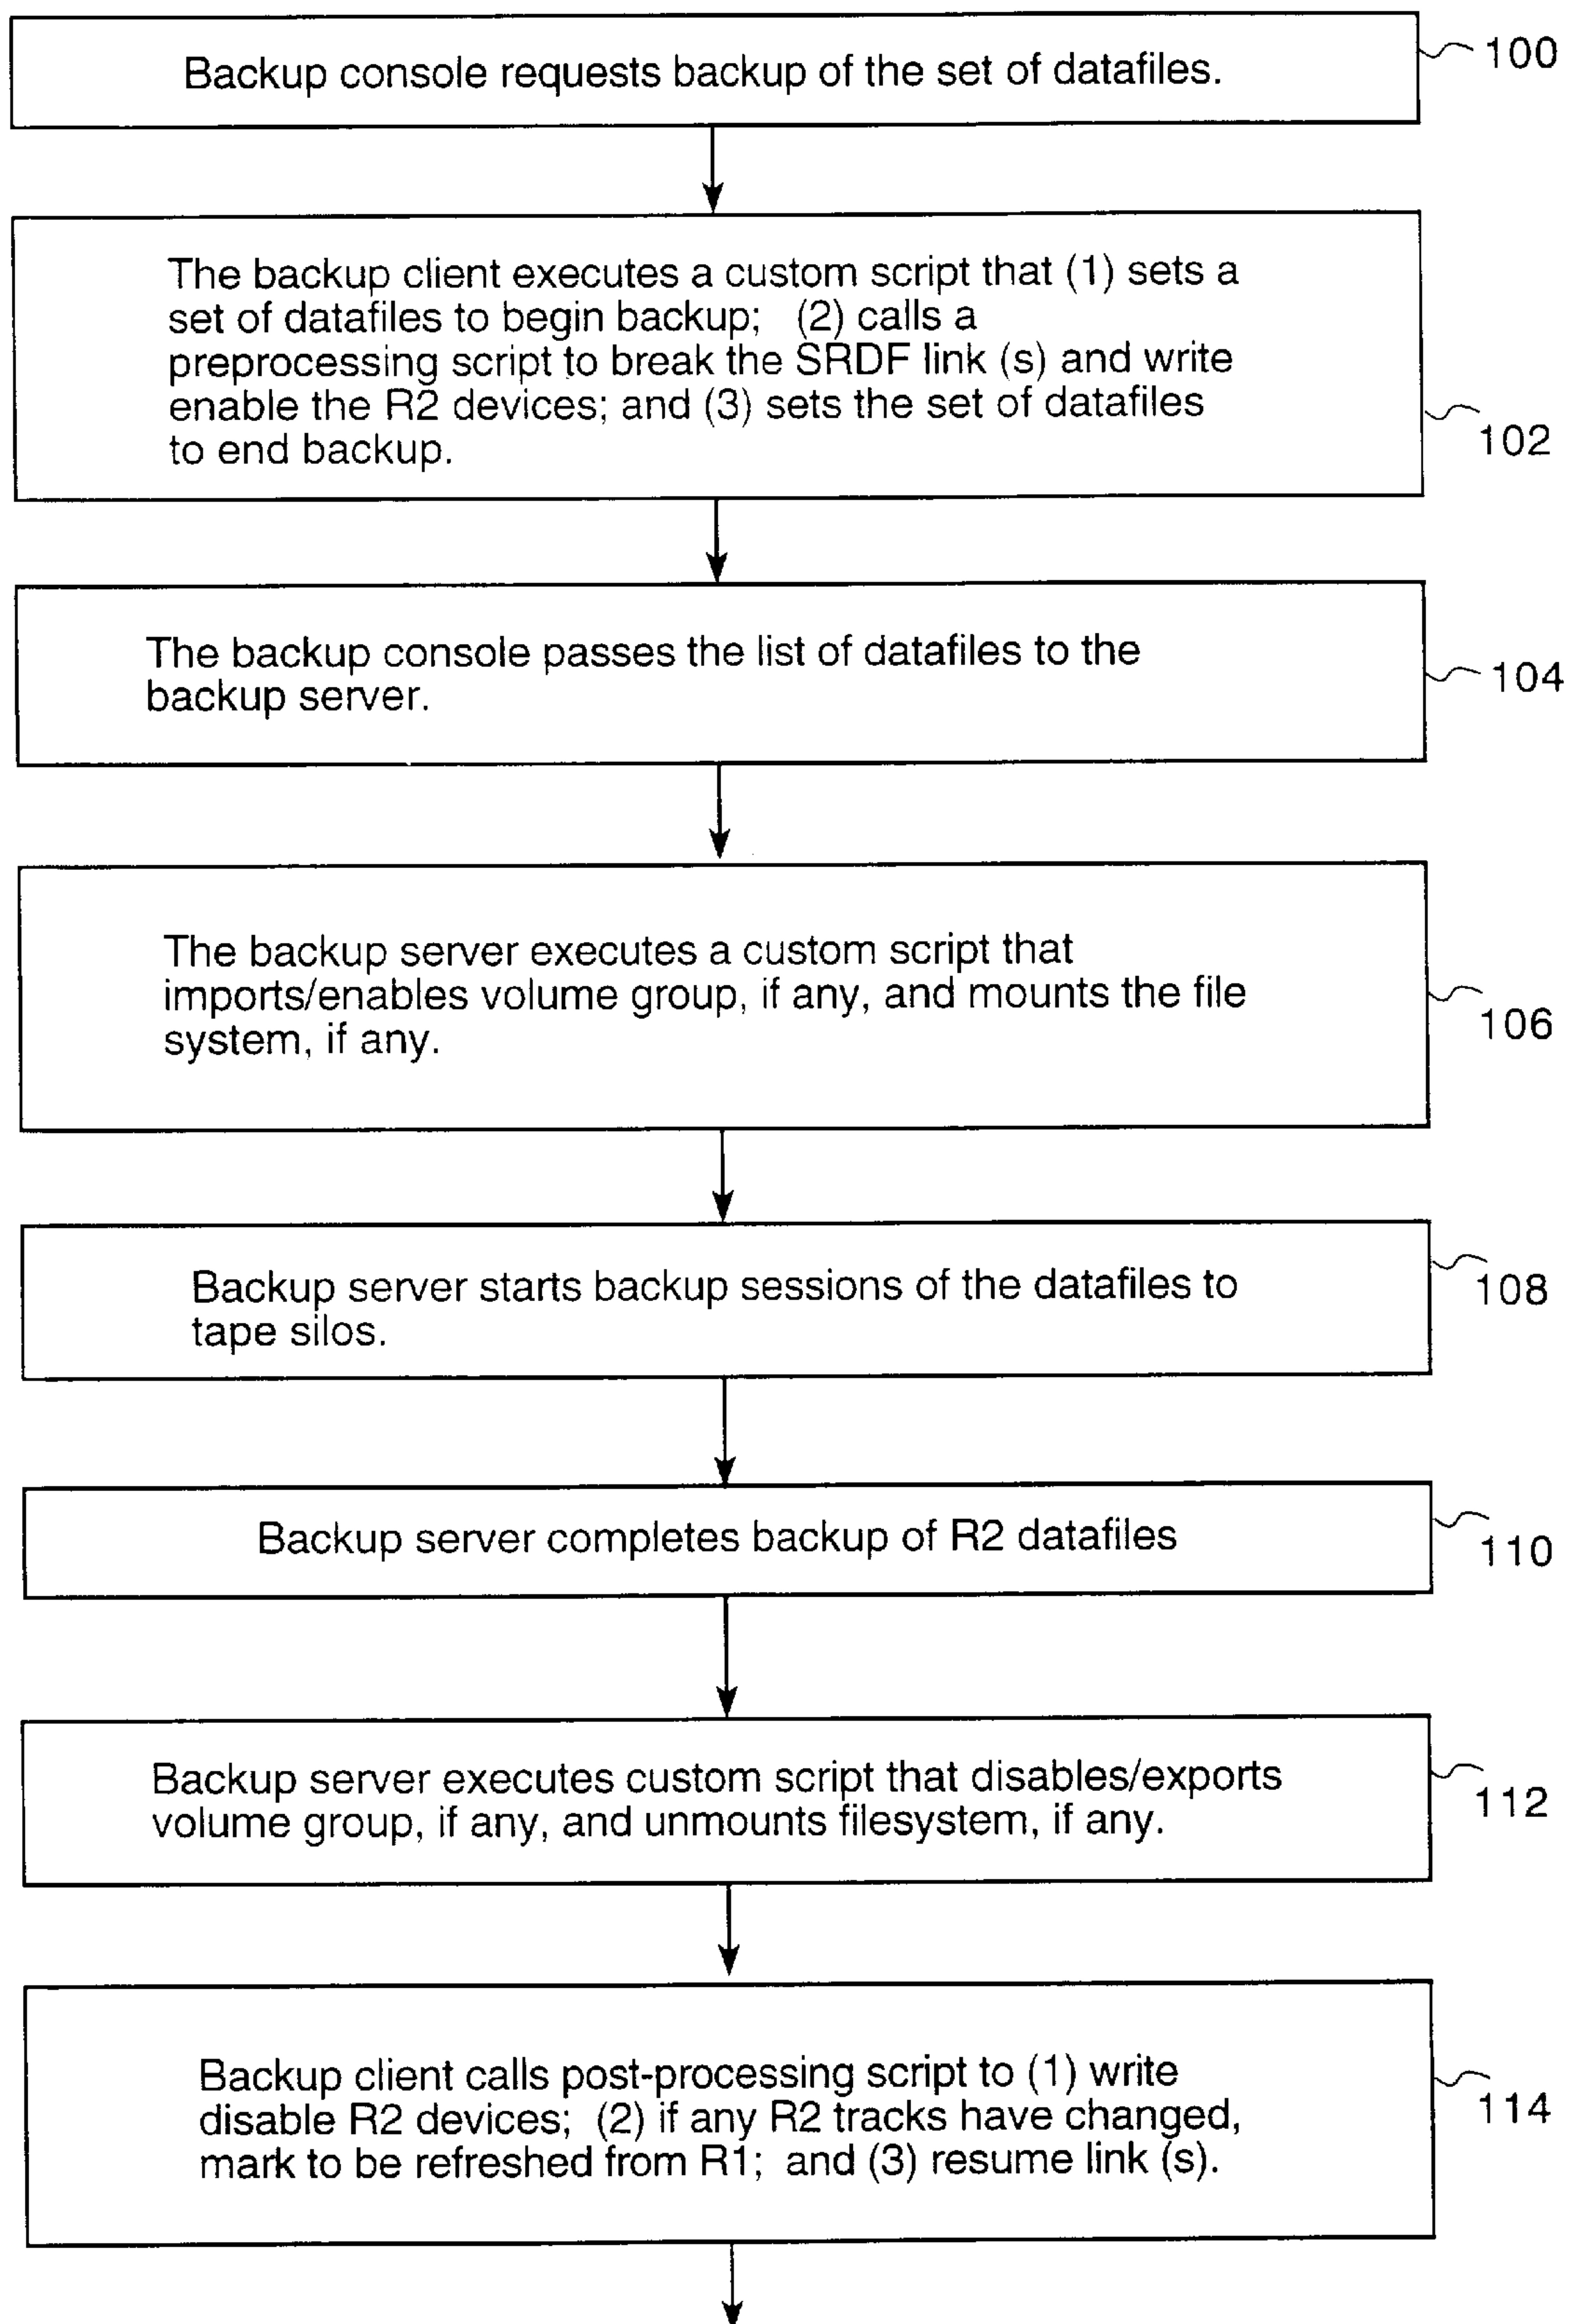 Backup console requests backup of the set of datafiles.
100
The backup client executes a custom script that (1) sets a
set of datafiles to begin backup; (2) calls a
preprocessing script to break the SRDF link (s) and write
enable the R2 devices; and (3) sets the set of datafiles
to end backup.
102
The backup console passes the list of datafiles to the
backup server.
104
The backup server executes a custom script that
imports/enables volume group, if any, and mounts the file
system, if any.
106
Backup server starts backup sessions of the datafiles to
tape silos.
108
Backup server completes backup of R2 datafiles
110
Backup server executes custom script that disables/exports
volume group, if any, and unmounts filesystem, if any.
112
Backup client calls post-processing script to (1) write
disable R2 devices; (2) if any R2 tracks have changed,
mark to be refreshed from R1; and (3) resume link (s).
114